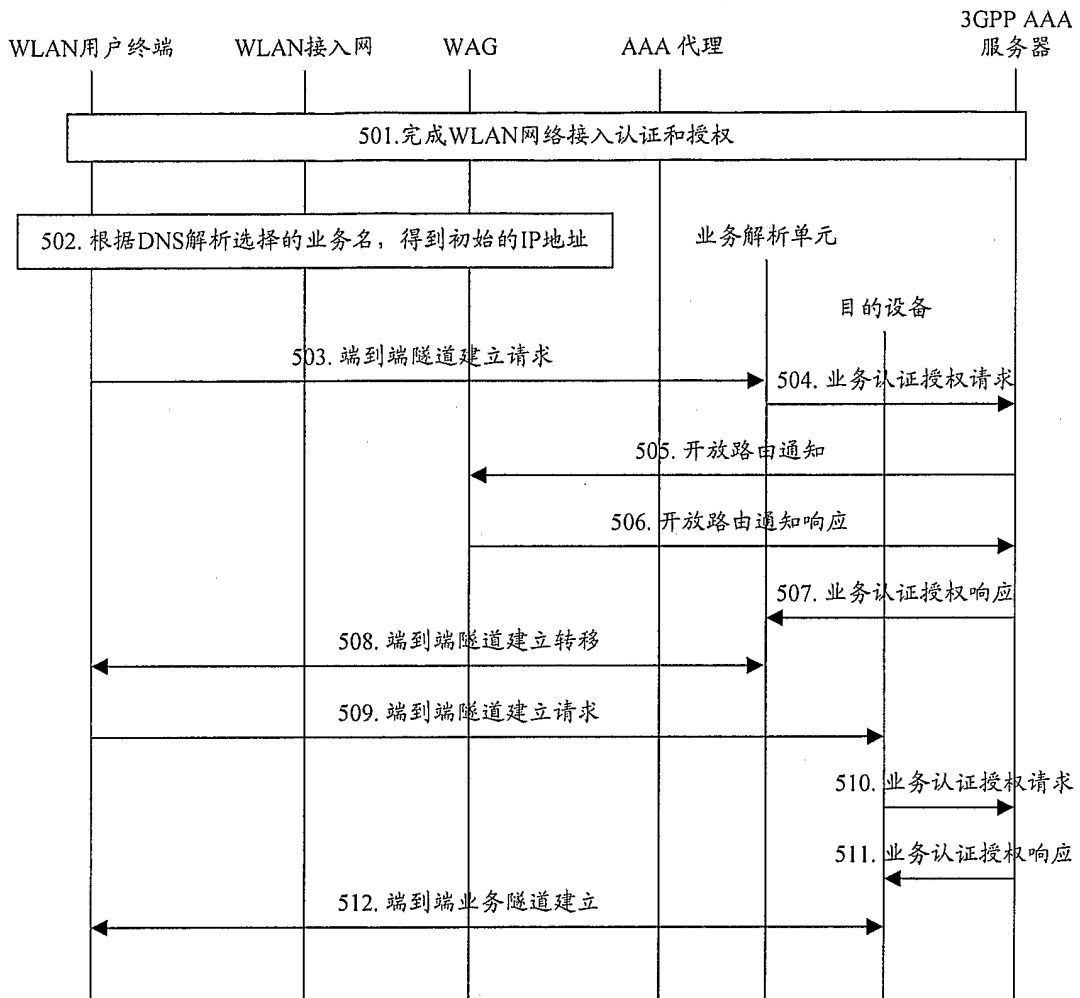 3GPP AAA
WLAN用户终端 WLAN接入网 WAG AAA 代理 服务器
501.完成WLAN网络接入认证和授权
502. 根据DNS解析选择的业务名，得到初始的IP地址
业务解析单元
目的设备
503. 端到端隧道建立请求
504. 业务认证授权请求
505. 开放路由通知
506. 开放路由通知响应
507. 业务认证授权响应
508. 端到端隧道建立转移
509. 端到端隧道建立请求
510. 业务认证授权请求
511. 业务认证授权响应
512. 端到端业务隧道建立